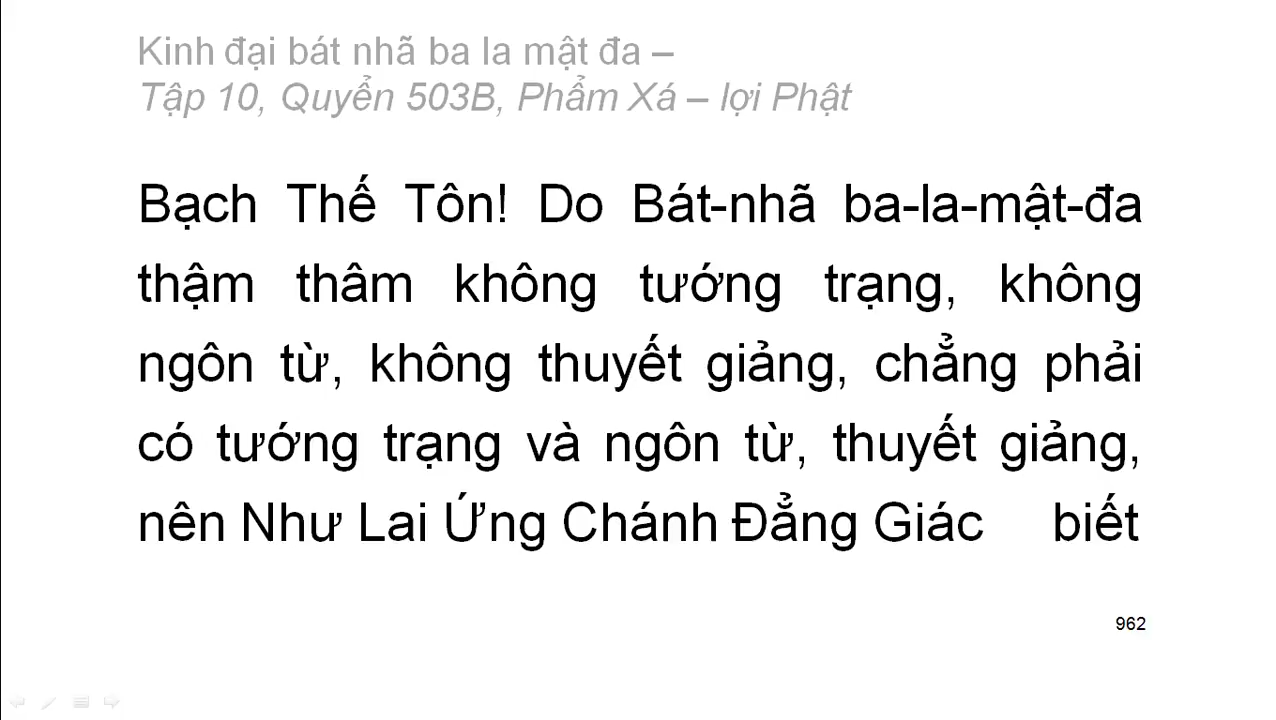 Kinh đại bát nhã ba la mật đa –
Tập 10, Quyển 503B, Phẩm Xá – lợi Phật
Bạch Thế Tôn! Do Bát-nhã ba-la-mật-đa
thậm thâm không tướng trạng, không
ngôn từ, không thuyết giảng, chẳng phải
có tướng trạng và ngôn từ, thuyết giảng,
nên Như Lai Ứng Chánh Đẳng Giác biết
962